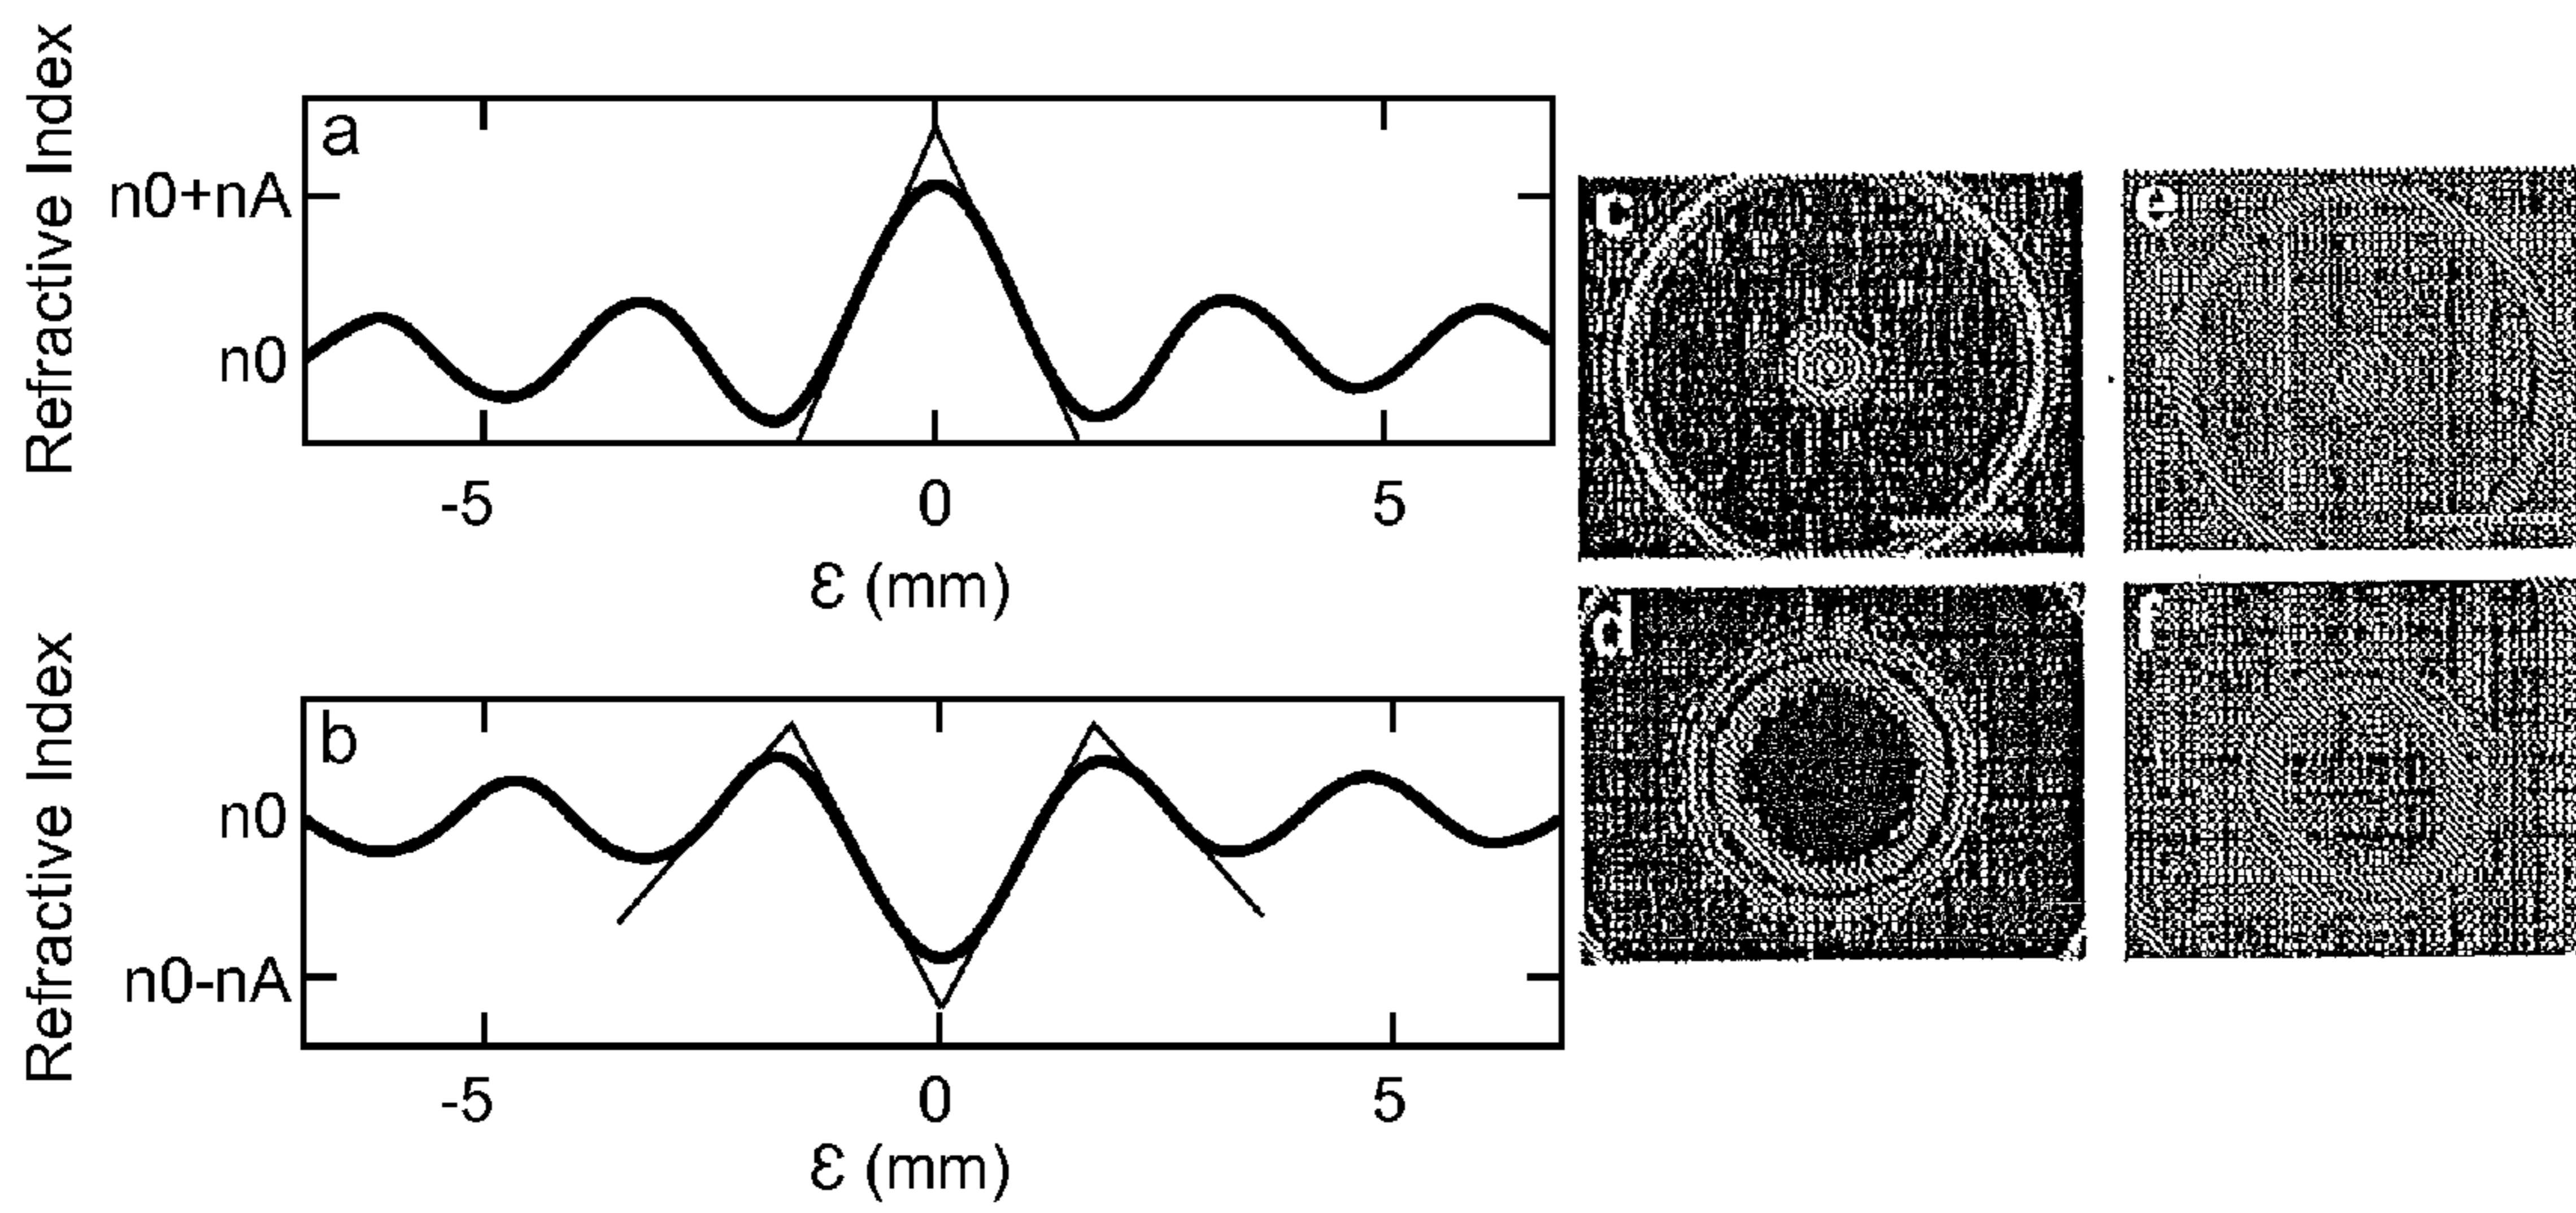 Refractive Index
a
n0+nA
n0
-5 0 5
ε (mm)
Refractive Index
b
n0
n0-nA
-5 0 5
ε (mm)
c
e
d
f